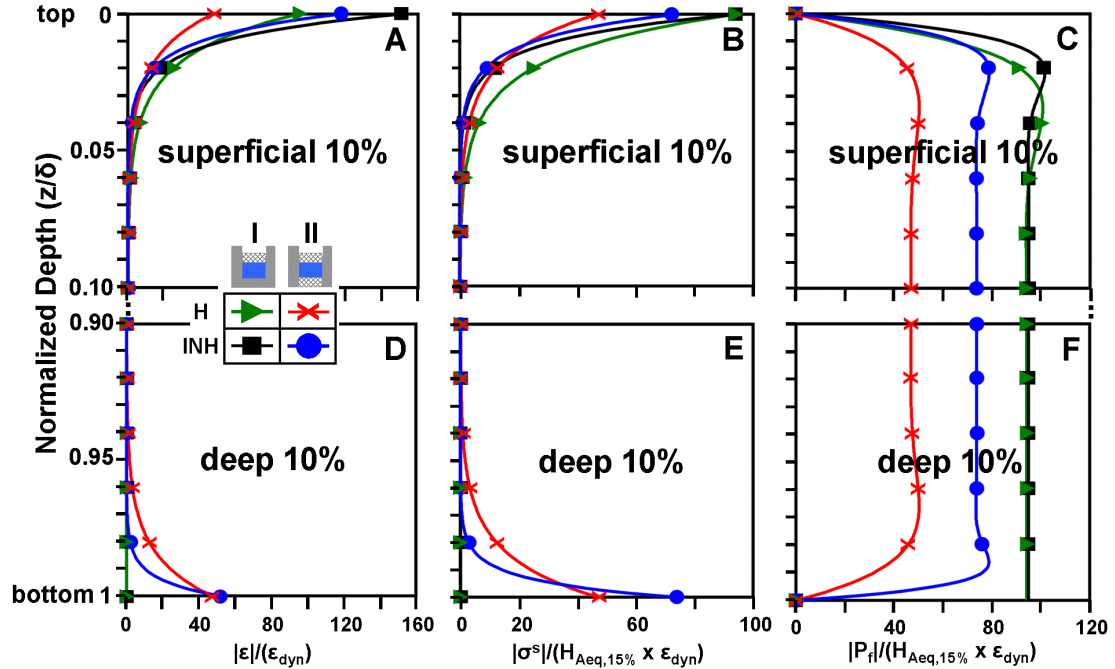 top
0
A
B
C
superficial 10%
superficial 10%
superficial 10%
0.05
0.10
Normalized Depth (z/δ)
I
II
H
INH
0.90
D
E
F
deep 10%
deep 10%
deep 10%
0.95
bottom 1
0
40
80
120
160
0
20
40
60
80
100
0
40
80
120
|ε|/(ε_dyn)
|σ^s|/(H_Aeq,15% x ε_dyn)
|P_f|/(H_Aeq,15% x ε_dyn)